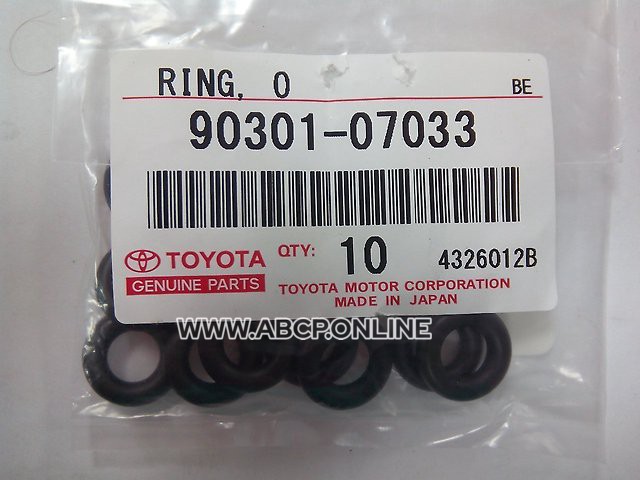 RING, O
BE
90301-07033
TOYOTA QTY: 10 4326012B
GENUINE PARTS
TOYOTA MOTOR CORPORATION
MADE IN JAPAN
WWW.ABCP.ONLINE